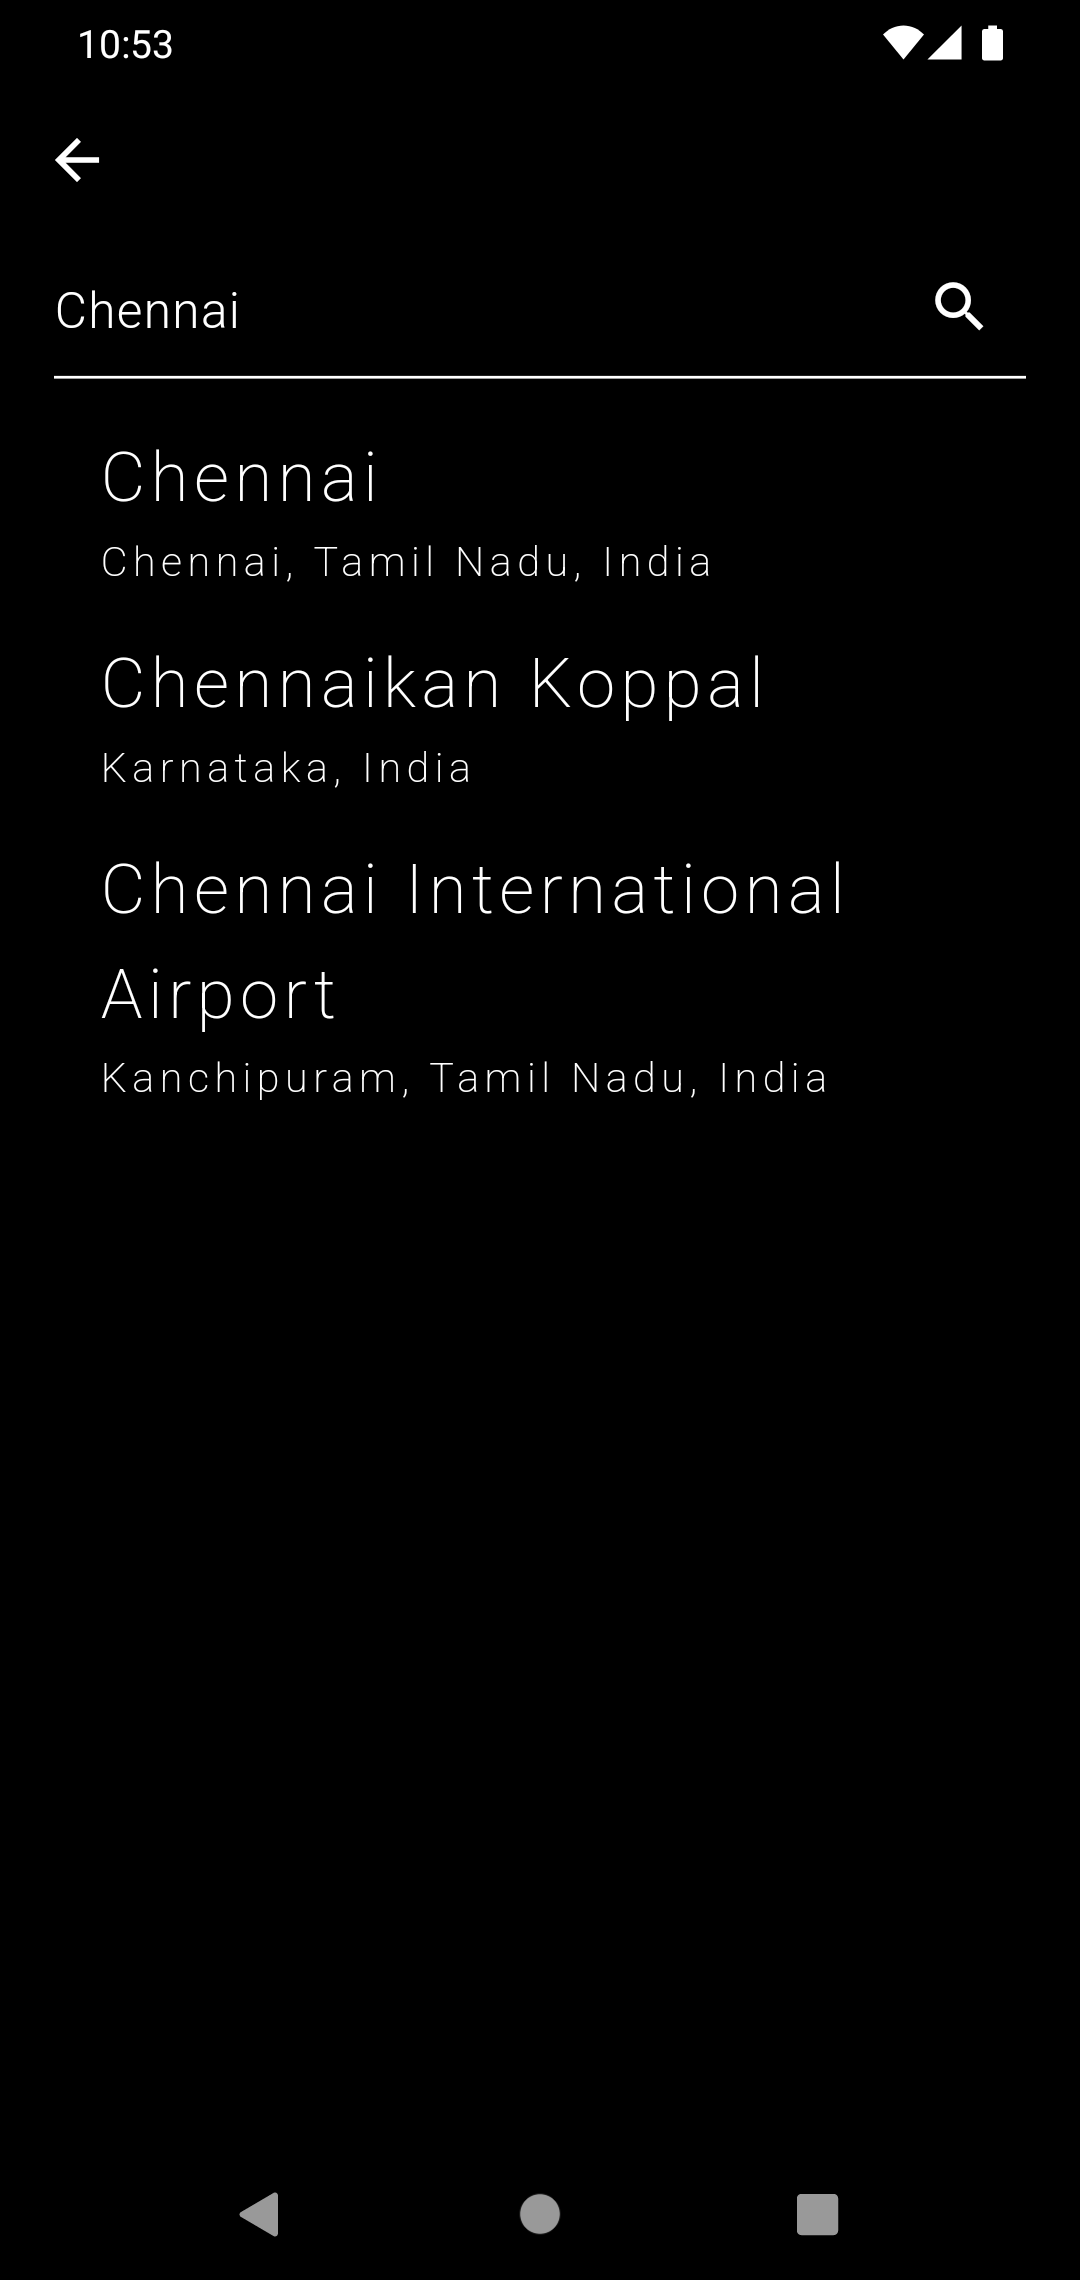 10:53
Chennai
Chennai
Chennai, Tamil Nadu, India
Chennaikan Koppal
Karnataka, India
Chennai International
Airport
Kanchipuram, Tamil Nadu, India